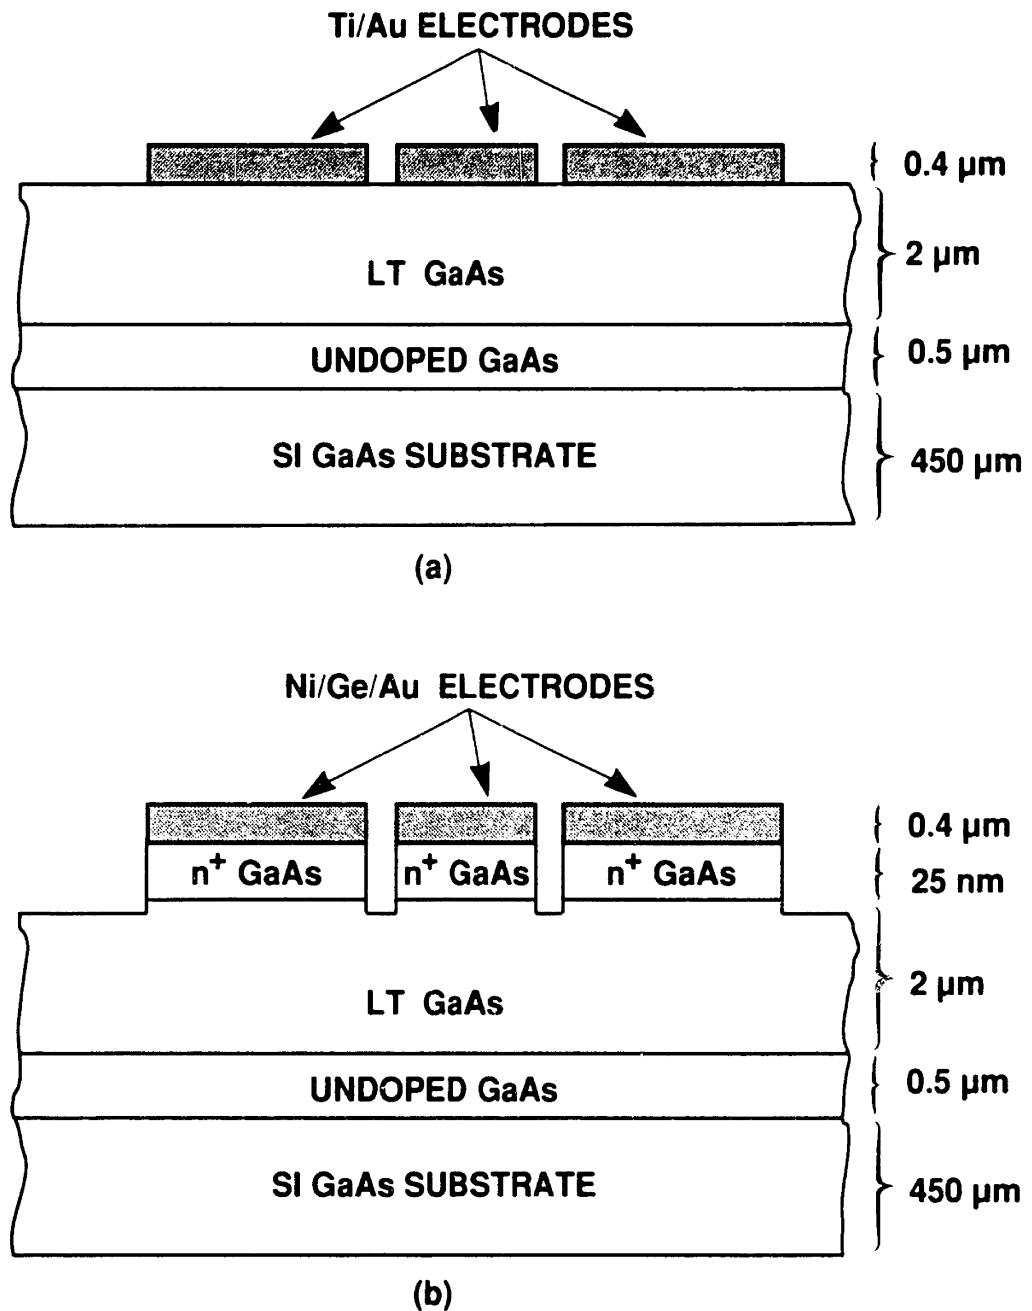 Ti/Au ELECTRODES
0.4 µm
LT GaAs
2 µm
UNDOPED GaAs
0.5 µm
SI GaAs SUBSTRATE
450 µm
(a)
Ni/Ge/Au ELECTRODES
0.4 µm
n⁺ GaAs n⁺ GaAs n⁺ GaAs
25 nm
LT GaAs
2 µm
UNDOPED GaAs
0.5 µm
SI GaAs SUBSTRATE
450 µm
(b)